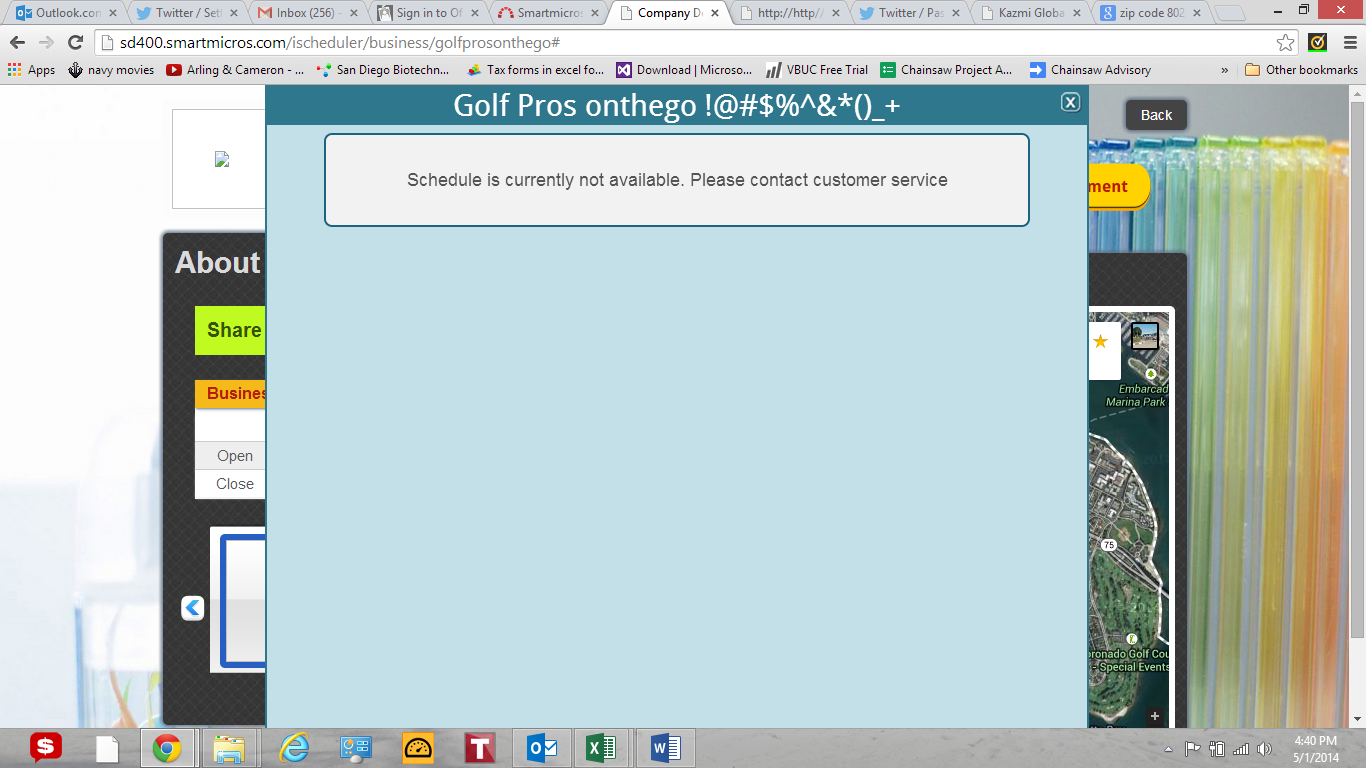 Outlook.con
Twitter / Sett
Inbox (256) -
Sign in to Of
Smartmicros
Company De
http://http//
Twitter / Pas
Kazmi Globa
zip code 802
sd400.smartmicros.com/ischeduler/business/golfprosonthego#
Apps
navy movies
Arling & Cameron - ...
San Diego Biotechn...
Tax forms in excel fo...
Download | Microso...
VBUC Free Trial
Chainsaw Project A...
Chainsaw Advisory
»
Other bookmarks
Golf Pros onthego !@#$%^&*()_+
X
Back
Schedule is currently not available. Please contact customer service
ment
About
Share
Busines
Open
Close
Embarcad
Marina Park
75
oronado Golf Cou
- Special Events
4:40 PM
5/1/2014